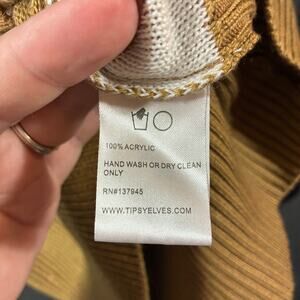 100% ACRYLIC
HAND WASH OR DRY CLEAN
ONLY
RN#137945
WWW.TIPSYELVES.COM